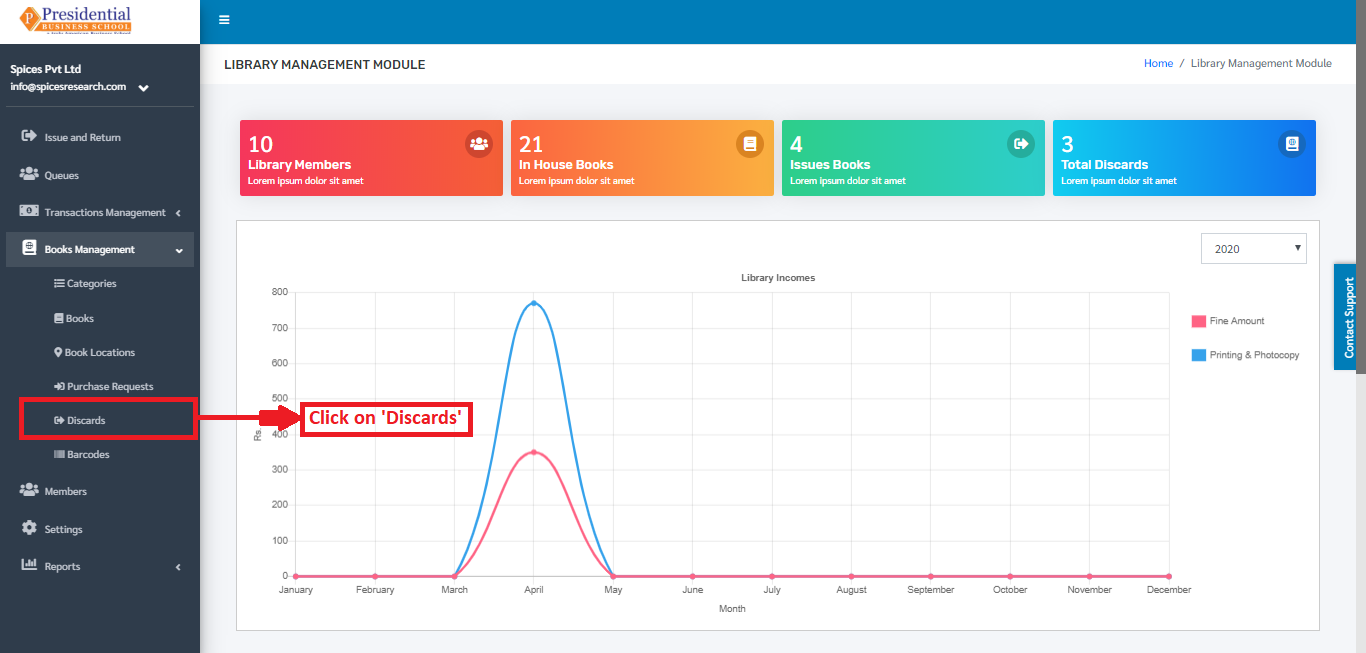 Presidential
BUSINESS SCHOOL
Spices Pvt Ltd
info@spicesresearch.com
Issue and Return
Queues
Transactions Management
Books Management
Categories
Books
Book Locations
Purchase Requests
Discards
Barcodes
Members
Settings
Reports
LIBRARY MANAGEMENT MODULE
Home / Library Management Module
10
Library Members
Lorem ipsum dolor sit amet
21
In House Books
Lorem ipsum dolor sit amet
4
Issues Books
Lorem ipsum dolor sit amet
3
Total Discards
Lorem ipsum dolor sit amet
2020
Library Incomes
800
700
600
500
400
300
200
100
0
Rs.
January February March April May June July August September October November December
Month
Fine Amount
Printing & Photocopy
Click on 'Discards'
Contact Support